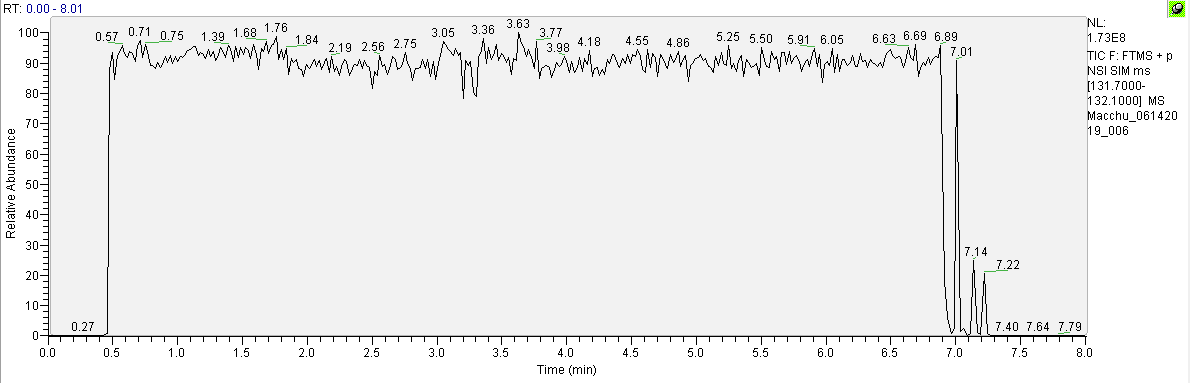 RT: 0.00 - 8.01
NL:
1.73E8
TIC F: FTMS + p
NSI SIM ms
[131.7000-
132.1000] MS
Macchu_061420
19_006
0.57 0.71 0.75 1.39 1.68 1.76 1.84 2.19 2.56 2.75 3.05 3.36 3.63 3.77 3.98 4.18 4.55 4.86 5.25 5.50 5.91 6.05 6.63 6.69 6.89 7.01
7.14 7.22
0.27 7.40 7.64 7.79
100
90
80
70
60
50
40
30
20
10
0
Relative Abundance
0.0 0.5 1.0 1.5 2.0 2.5 3.0 3.5 4.0 4.5 5.0 5.5 6.0 6.5 7.0 7.5 8.0
Time (min)